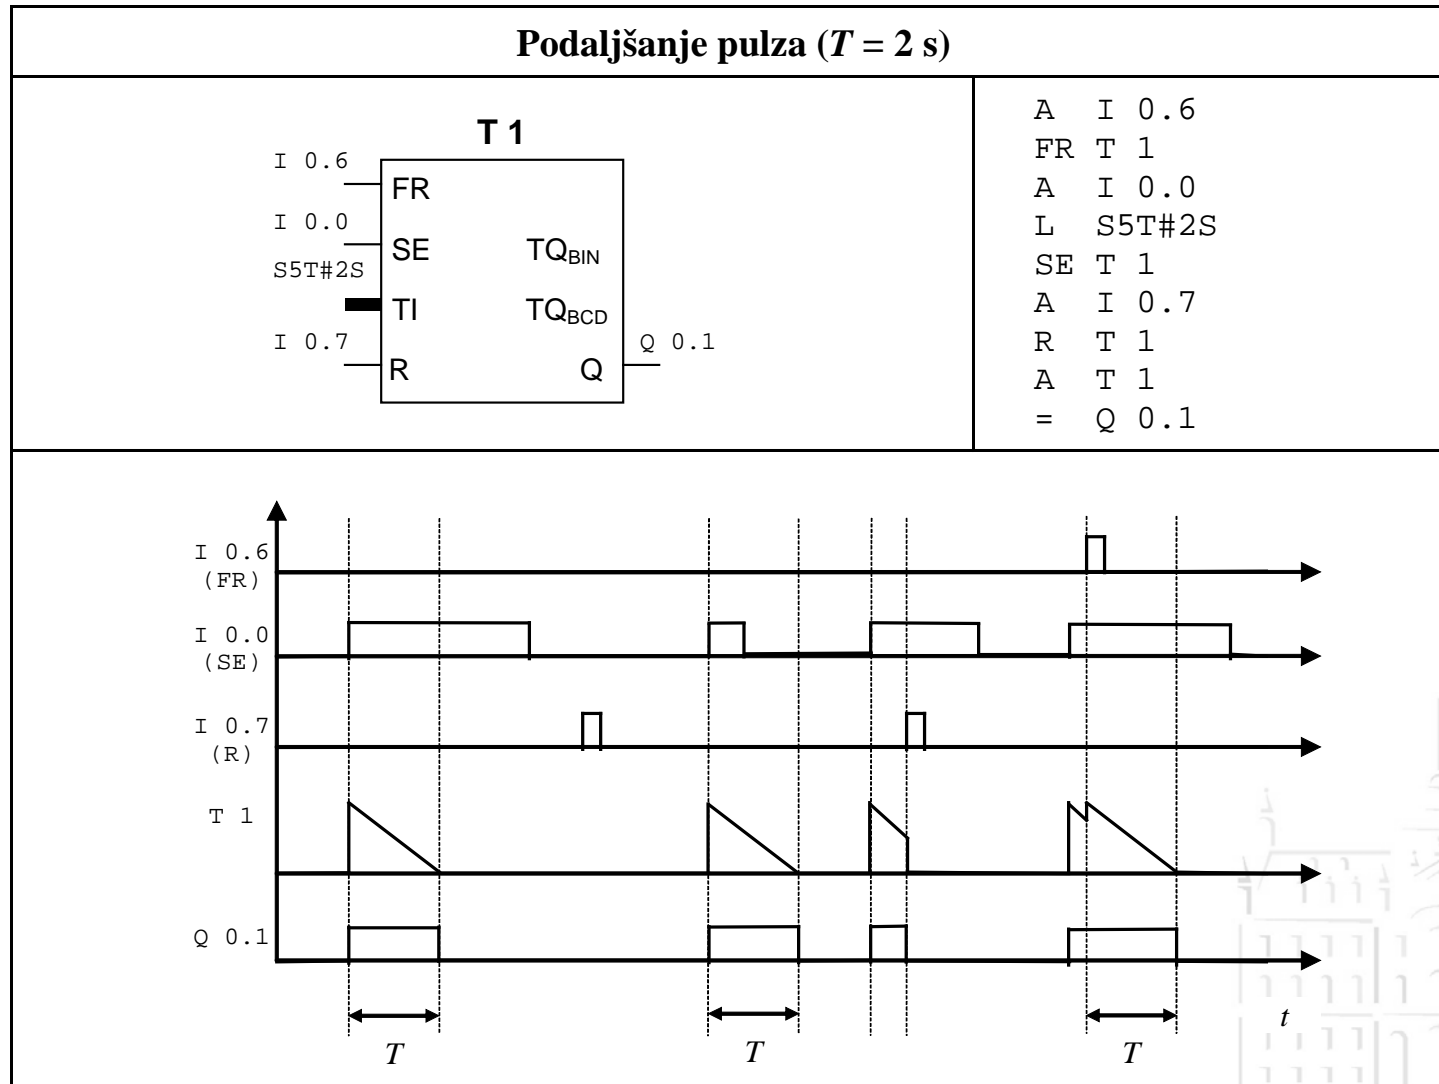 Podaljšanje pulza (T = 2 s)
T 1
I 0.6
FR
I 0.0
SE TQBIN
S5T#2S
TI TQBCD
I 0.7 Q 0.1
R Q
A I 0.6
FR T 1
A I 0.0
L S5T#2S
SE T 1
A I 0.7
R T 1
A T 1
= Q 0.1
I 0.6
(FR)
I 0.0
(SE)
I 0.7
(R)
T 1
Q 0.1
t
T T T